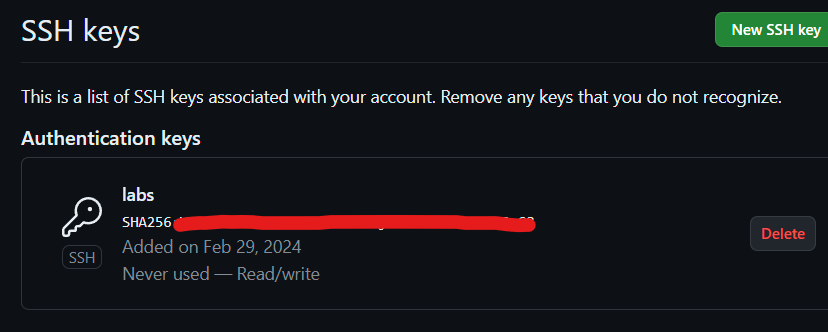 SSH keys
New SSH key
This is a list of SSH keys associated with your account. Remove any keys that you do not recognize.
Authentication keys
labs
SHA256
Added on Feb 29, 2024
SSH
Never used — Read/write
Delete